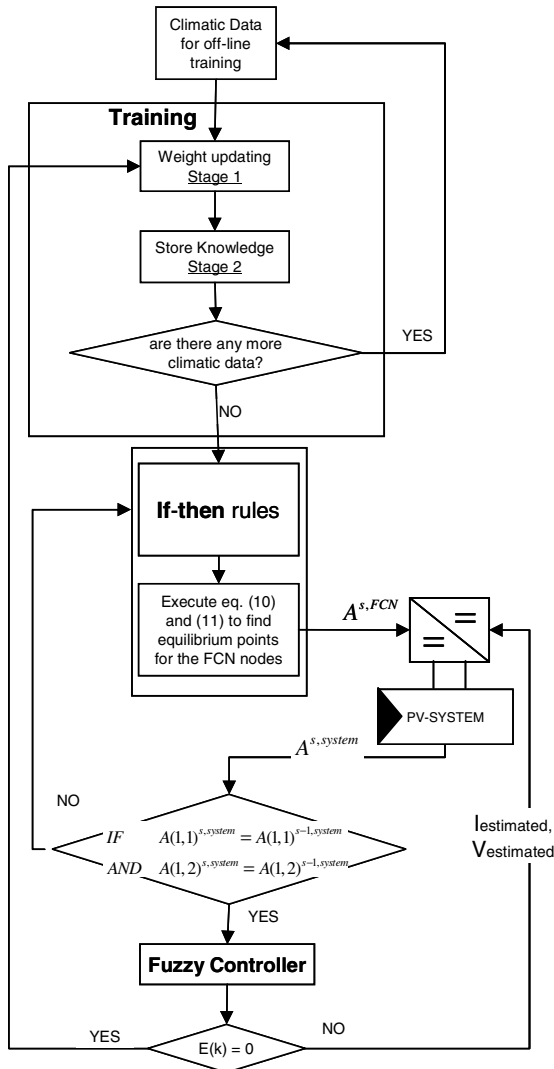 Climatic Data
for off-line
training
Training
Weight updating
Stage 1
Store Knowledge
Stage 2
are there any more
climatic data?
YES
NO
If-then rules
Execute eq. (10)
and (11) to find
equilibrium points
for the FCN nodes
A^{s,FCN}
=
=
PV-SYSTEM
A^{s,system}
NO
IF A(1,1)^{s,system} = A(1,1)^{s-1,system}
AND A(1,2)^{s,system} = A(1,2)^{s-1,system}
Iestimated,
Vestimated
YES
Fuzzy Controller
YES
E(k) = 0
NO